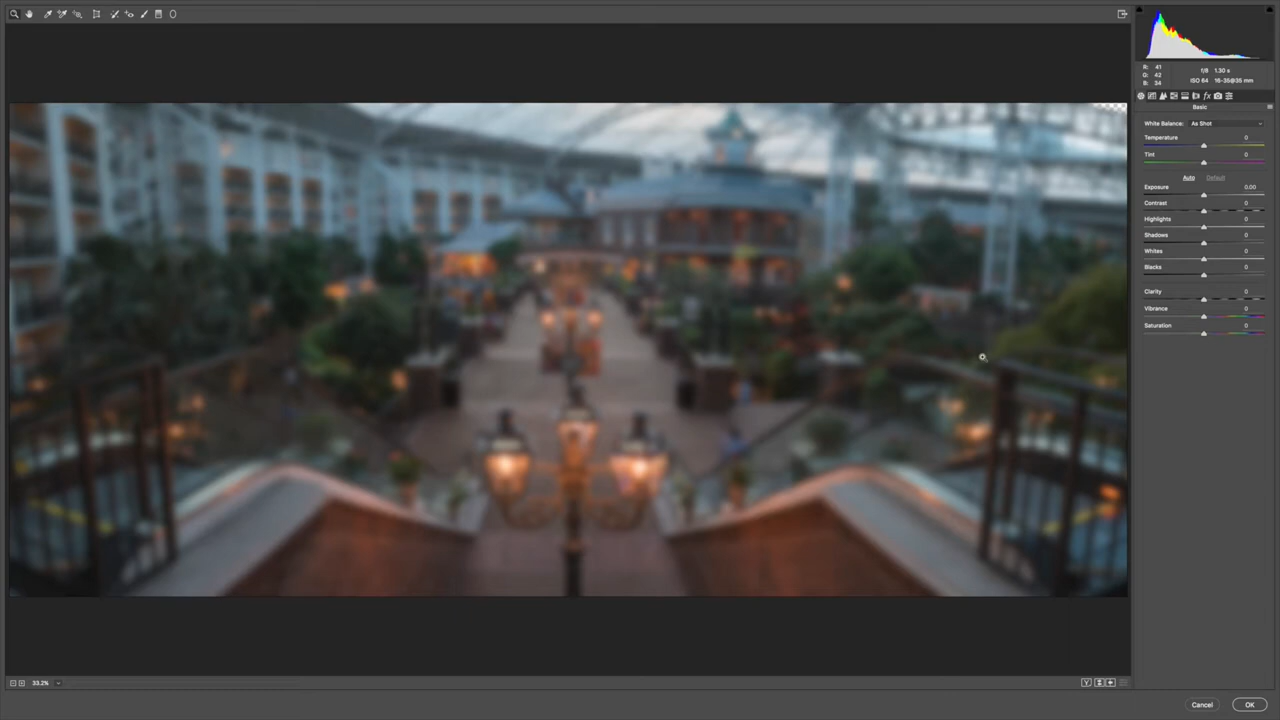 R: 41
G: 42
B: 34
f/8 1.30 s
ISO 64 16-35@35 mm
fx
Basic
White Balance: As Shot
Temperature 0
Tint 0
Auto Default
Exposure 0.00
Contrast 0
Highlights 0
Shadows 0
Whites 0
Blacks 0
Clarity 0
Vibrance 0
Saturation 0
33.2%
Y
Cancel OK